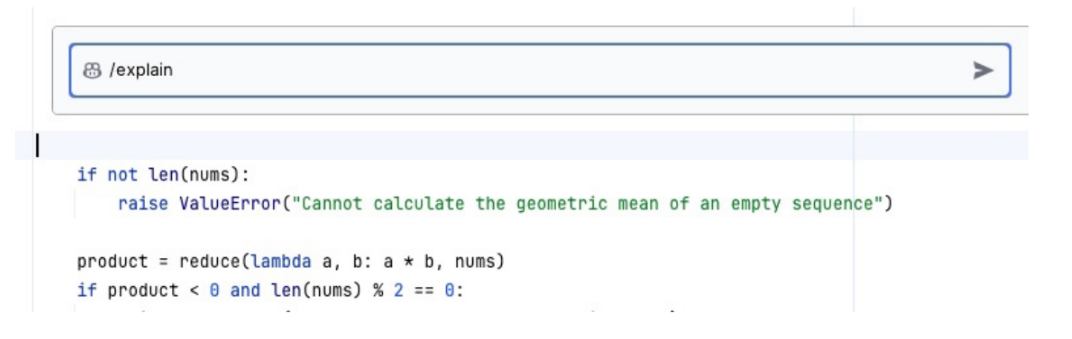 /explain
if not len(nums):
raise ValueError("Cannot calculate the geometric mean of an empty sequence")
product = reduce(lambda a, b: a * b, nums)
if product < 0 and len(nums) % 2 == 0: